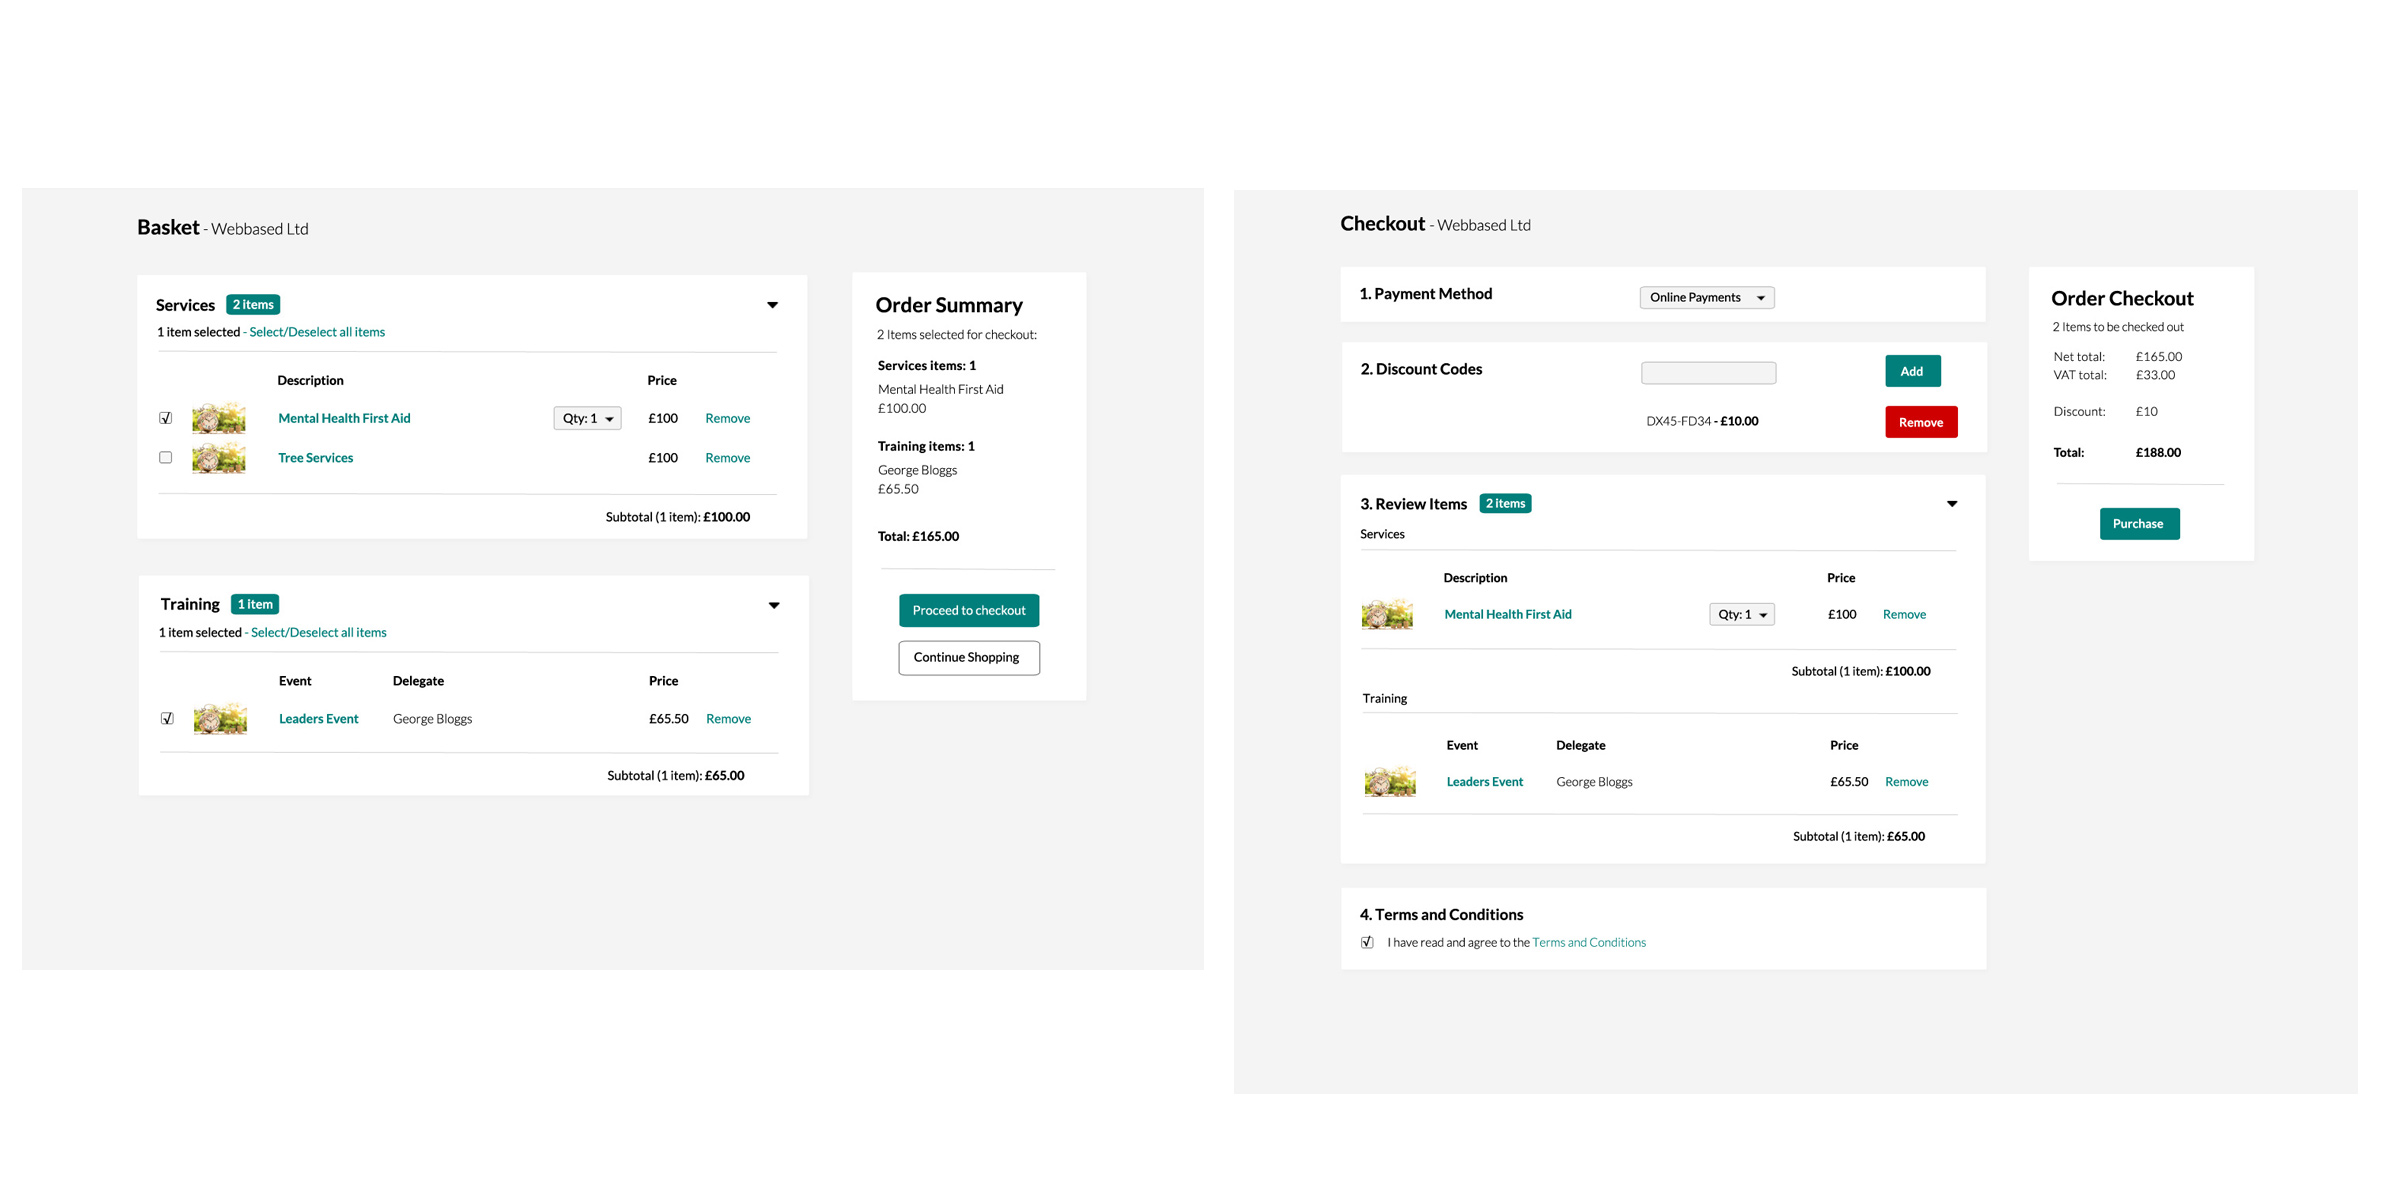 Basket - Webbased Ltd
Services 2 items
1 item selected - Select/Deselect all items
Description Price
Mental Health First Aid Qty: 1 £100 Remove
Tree Services £100 Remove
Subtotal (1 item): £100.00
Training 1 item
1 item selected - Select/Deselect all items
Event Delegate Price
Leaders Event George Bloggs £65.50 Remove
Subtotal (1 item): £65.00
Order Summary
2 Items selected for checkout:
Services items: 1
Mental Health First Aid
£100.00
Training items: 1
George Bloggs
£65.50
Total: £165.00
Proceed to checkout
Continue Shopping
Checkout - Webbased Ltd
1. Payment Method Online Payments
2. Discount Codes Add
DX45-FD34 - £10.00 Remove
3. Review Items 2 items
Services
Description Price
Mental Health First Aid Qty: 1 £100 Remove
Subtotal (1 item): £100.00
Training
Event Delegate Price
Leaders Event George Bloggs £65.50 Remove
Subtotal (1 item): £65.00
4. Terms and Conditions
I have read and agree to the Terms and Conditions
Order Checkout
2 Items to be checked out
Net total: £165.00
VAT total: £33.00
Discount: £10
Total: £188.00
Purchase